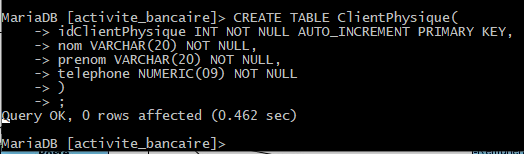 MariaDB [activite_bancaire]> CREATE TABLE ClientPhysique(
    -> idClientPhysique INT NOT NULL AUTO_INCREMENT PRIMARY KEY,
    -> nom VARCHAR(20) NOT NULL,
    -> prenom VARCHAR(20) NOT NULL,
    -> telephone NUMERIC(09) NOT NULL
    -> )
    -> ;
Query OK, 0 rows affected (0.462 sec)
MariaDB [activite_bancaire]>